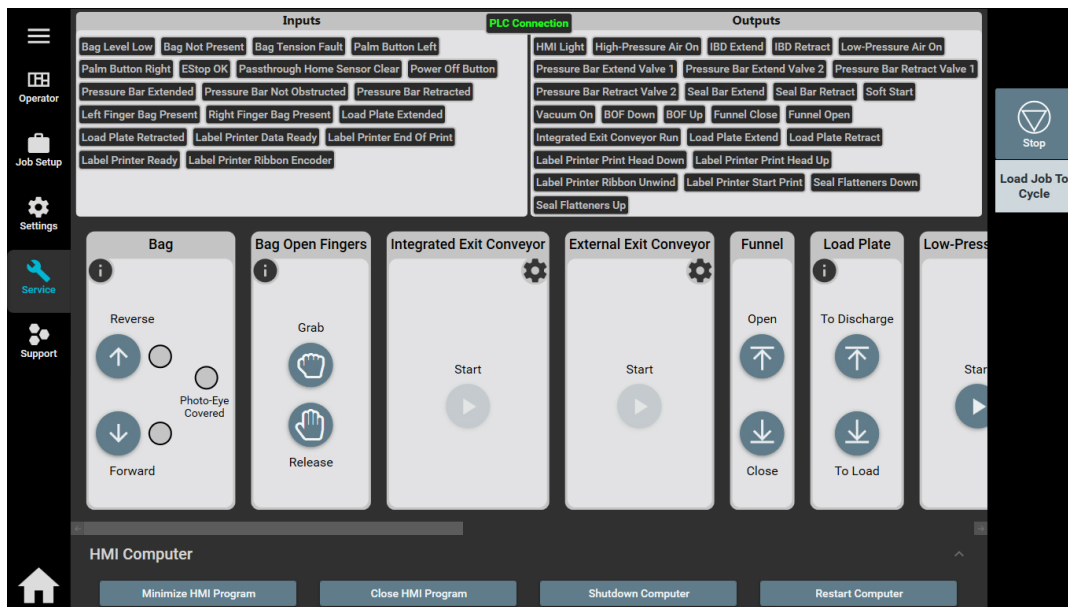 Inputs
PLC Connection
Outputs
Bag Level Low Bag Not Present Bag Tension Fault Palm Button Left
Palm Button Right EStop OK Passthrough Home Sensor Clear Power Off Button
Pressure Bar Extended Pressure Bar Not Obstructed Pressure Bar Retracted
Left Finger Bag Present Right Finger Bag Present Load Plate Extended
Load Plate Retracted Label Printer Data Ready Label Printer End Of Print
Label Printer Ready Label Printer Ribbon Encoder
HMI Light High-Pressure Air On IBD Extend IBD Retract Low-Pressure Air On
Pressure Bar Extend Valve 1 Pressure Bar Extend Valve 2 Pressure Bar Retract Valve 1
Pressure Bar Retract Valve 2 Seal Bar Extend Seal Bar Retract Soft Start
Vacuum On BOF Down BOF Up Funnel Close Funnel Open
Integrated Exit Conveyor Run Load Plate Extend Load Plate Retract
Label Printer Print Head Down Label Printer Print Head Up
Label Printer Ribbon Unwind Label Printer Start Print Seal Flatteners Down
Seal Flatteners Up
Operator
Job Setup
Settings
Service
Support
Stop
Load Job To
Cycle
Bag
Reverse
Photo-Eye
Covered
Forward
Bag Open Fingers
Grab
Release
Integrated Exit Conveyor
Start
External Exit Conveyor
Start
Funnel
Open
Close
Load Plate
To Discharge
To Load
Low-Press
Star
HMI Computer
Minimize HMI Program Close HMI Program Shutdown Computer Restart Computer